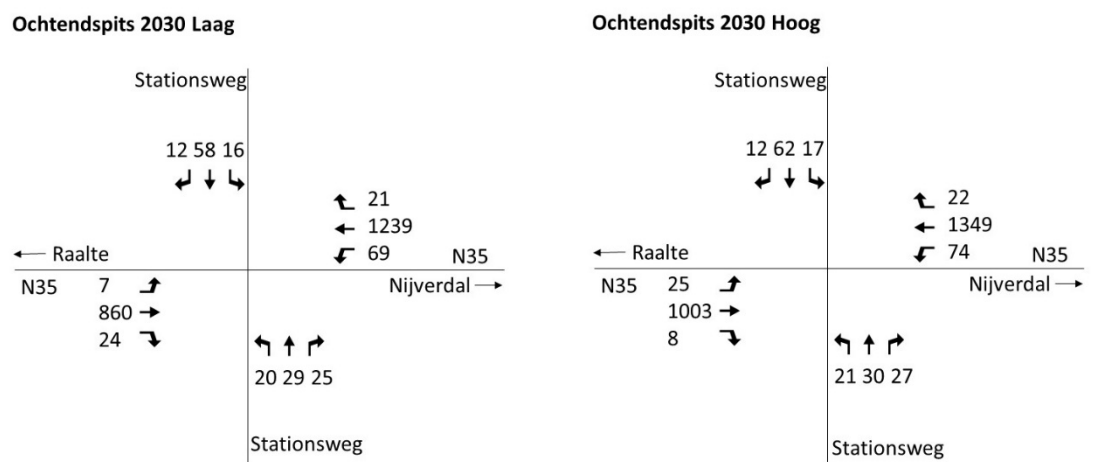 Ochtendspits 2030 Laag
Stationsweg
12 58 16
21
1239
69
Raalte
N35
N35
7
Nijverdal
860
24
20 29 25
Stationsweg
Ochtendspits 2030 Hoog
Stationsweg
12 62 17
22
1349
74
Raalte
N35
N35
25
Nijverdal
1003
8
21 30 27
Stationsweg